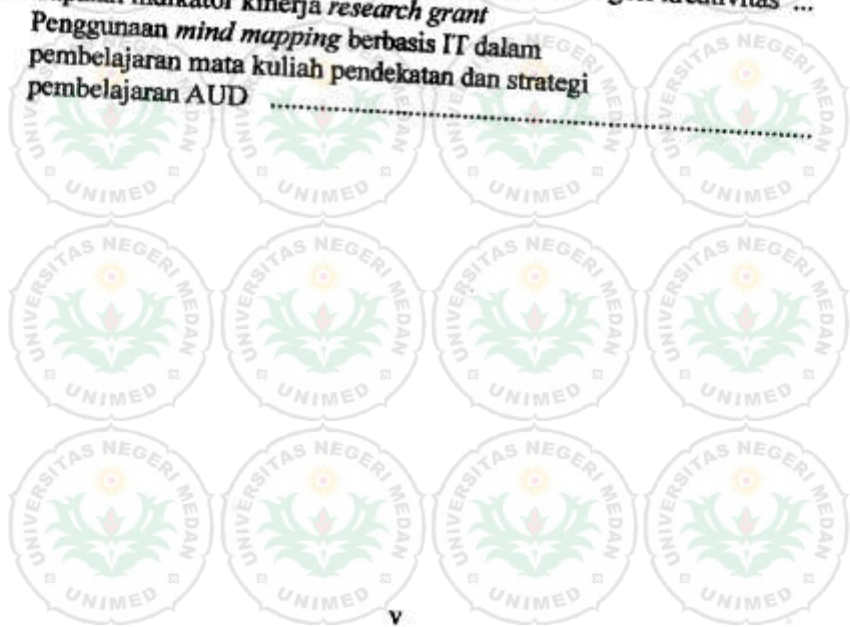 indikator kinerja research grant
Penggunaan mind mapping berbasis IT dalam
pembelajaran mata kuliah pendekatan dan strategi
pembelajaran AUD ........................................................................
UNIVERSITAS NEGERI MEDAN
UNIMED
v